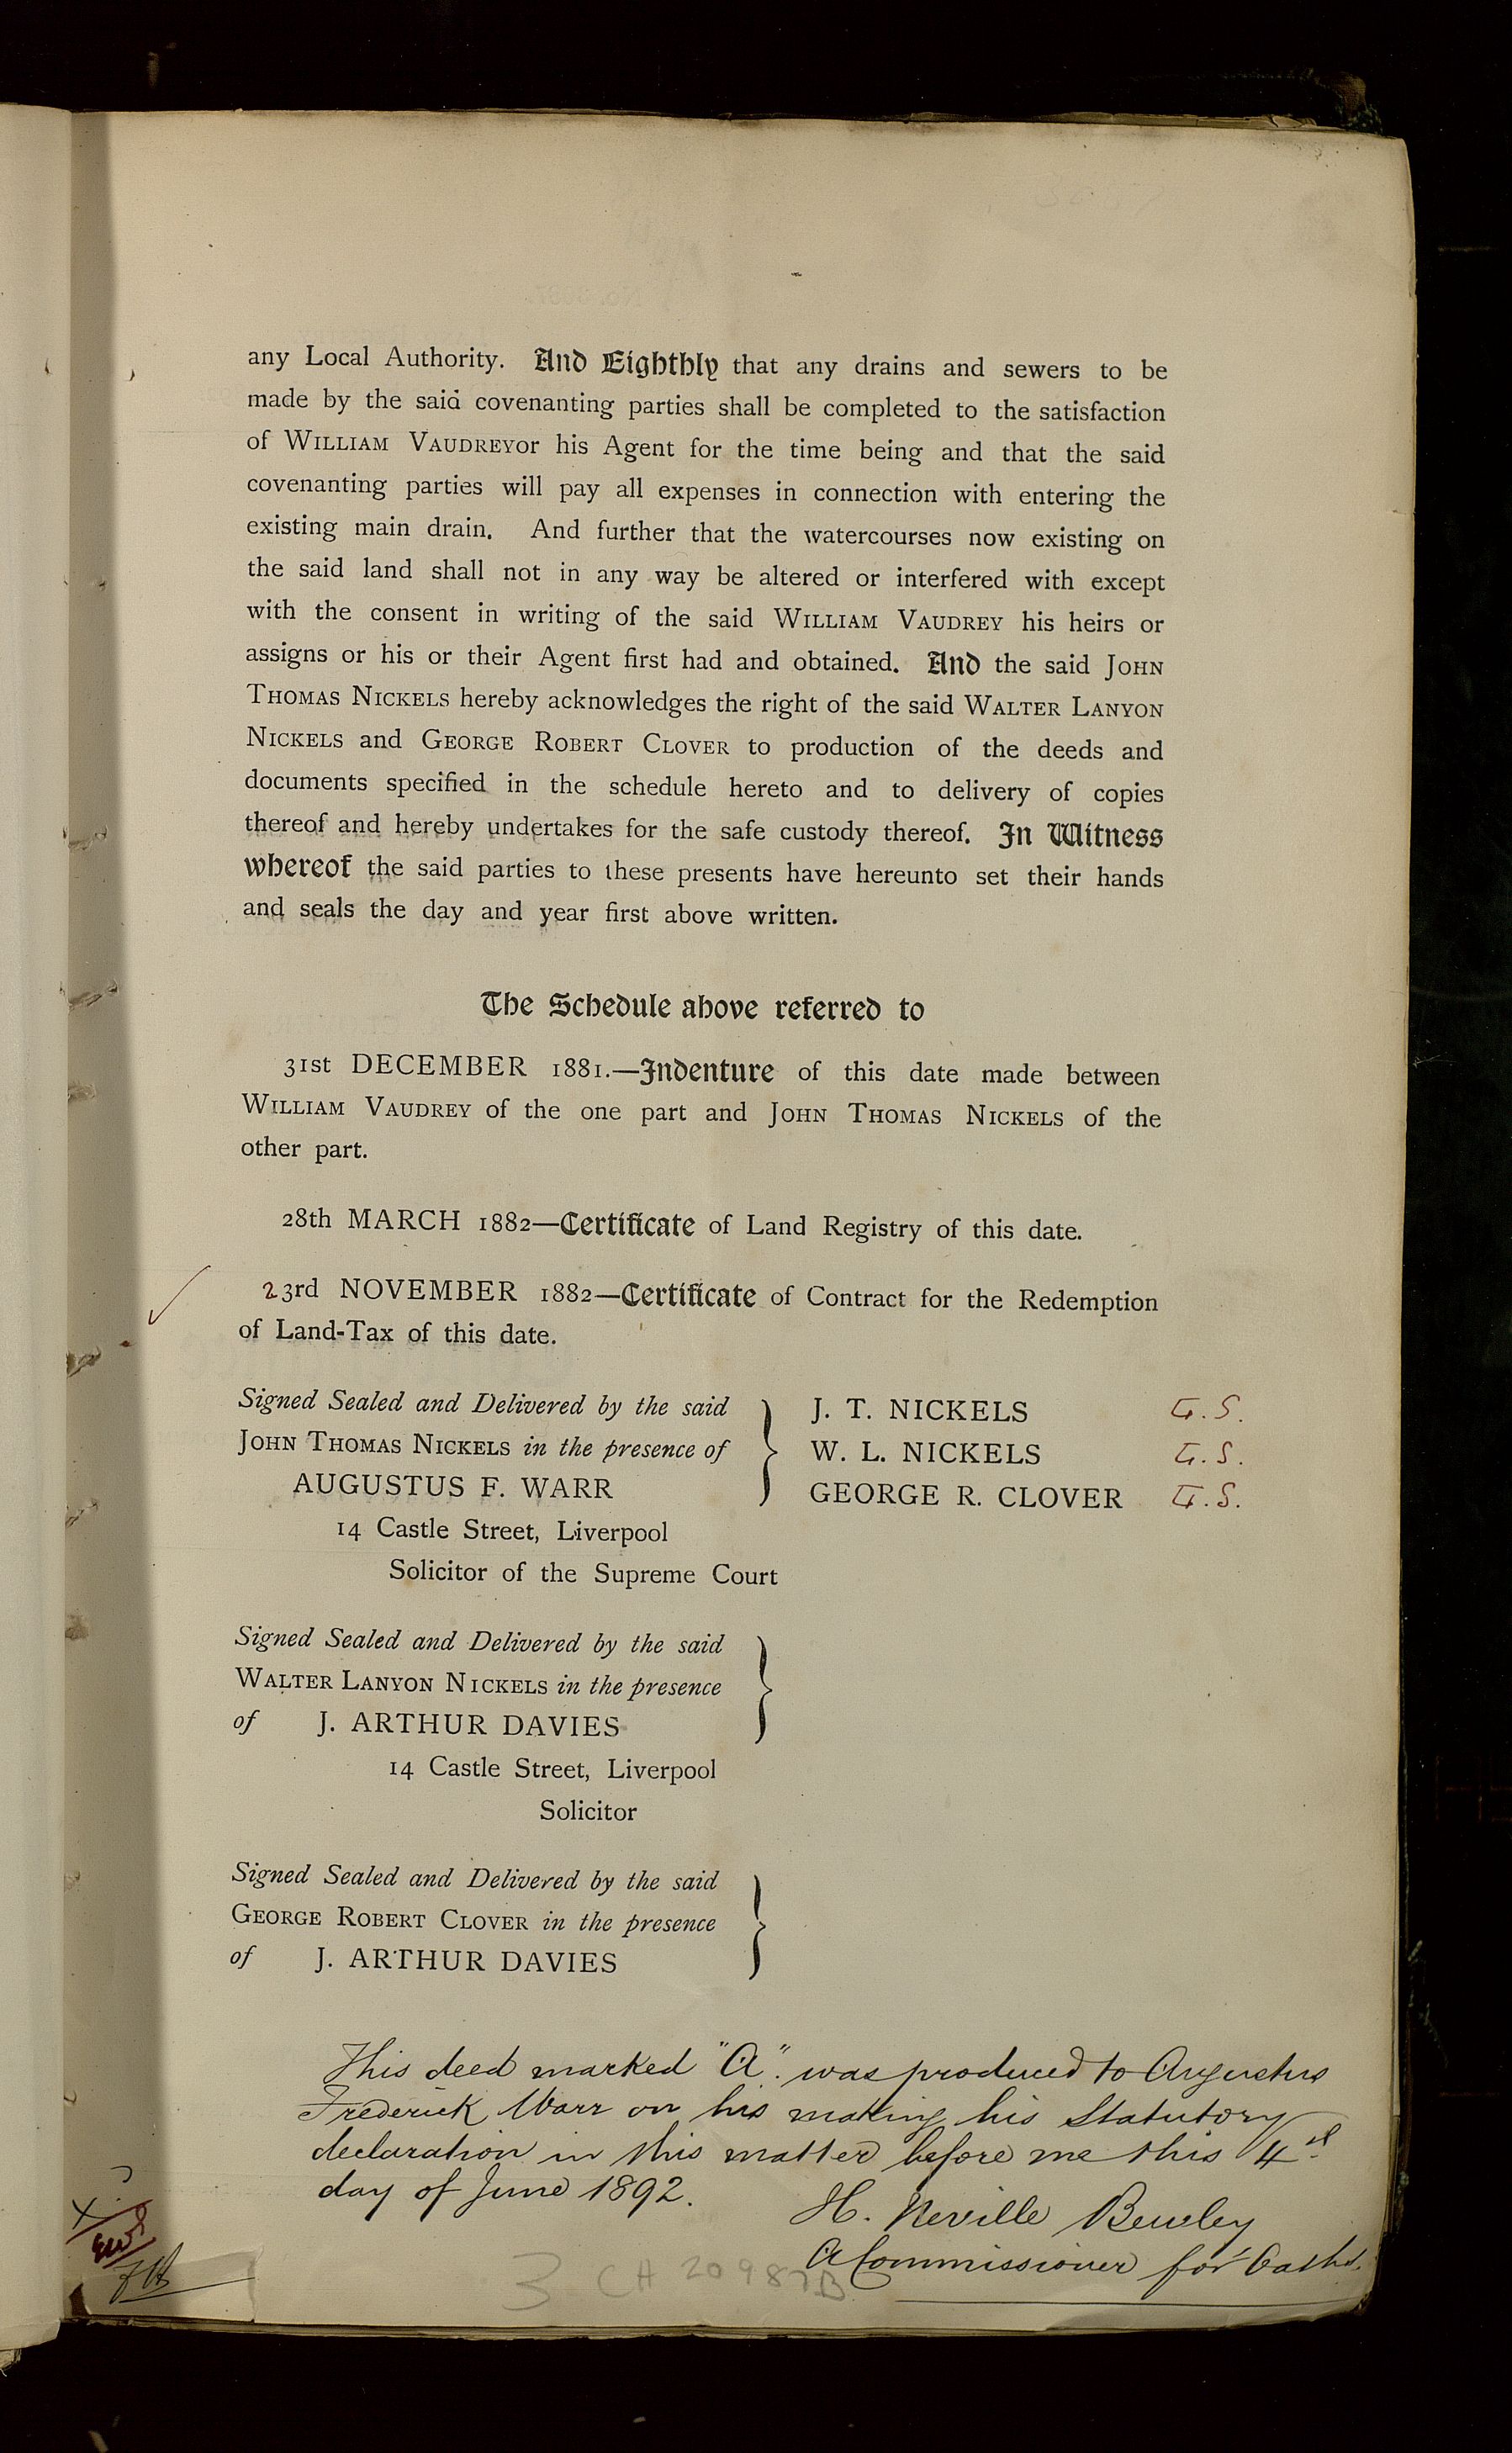 any Local Authority. And Eighthly that any drains and sewers to be
made by the said covenanting parties shall be completed to the satisfaction
of WILLIAM VAUDREYor his Agent for the time being and that the said
covenanting parties will pay all expenses in connection with entering the
existing main drain. And further that the watercourses now existing on
the said land shall not in any way be altered or interfered with except
with the consent in writing of the said WILLIAM VAUDREY his heirs or
assigns or his or their Agent first had and obtained. And the said JOHN
THOMAS NICKELS hereby acknowledges the right of the said WALTER LANYON
NICKELS and GEORGE ROBERT CLOVER to production of the deeds and
documents specified in the schedule hereto and to delivery of copies
thereof and hereby undertakes for the safe custody thereof. In Witness
whereof the said parties to these presents have hereunto set their hands
and seals the day and year first above written.
The Schedule above referred to
31st DECEMBER 1881.—Indenture of this date made between
WILLIAM VAUDREY of the one part and JOHN THOMAS NICKELS of the
other part.
28th MARCH 1882—Certificate of Land Registry of this date.
23rd NOVEMBER 1882—Certificate of Contract for the Redemption
of Land-Tax of this date.
Signed Sealed and Delivered by the said
JOHN THOMAS NICKELS in the presence of
AUGUSTUS F. WARR
14 Castle Street, Liverpool
Solicitor of the Supreme Court
J. T. NICKELS L.S.
W. L. NICKELS L.S.
GEORGE R. CLOVER L.S.
Signed Sealed and Delivered by the said
WALTER LANYON NICKELS in the presence
of J. ARTHUR DAVIES
14 Castle Street, Liverpool
Solicitor
Signed Sealed and Delivered by the said
GEORGE ROBERT CLOVER in the presence
of J. ARTHUR DAVIES
This deed marked "A" was produced to Augustus
Frederick Warr on his making his Statutory
declaration in this matter before me this 4th
day of June 1892.
H. Neville Bewley
A Commissioner for Oaths.
3 CH 20987B